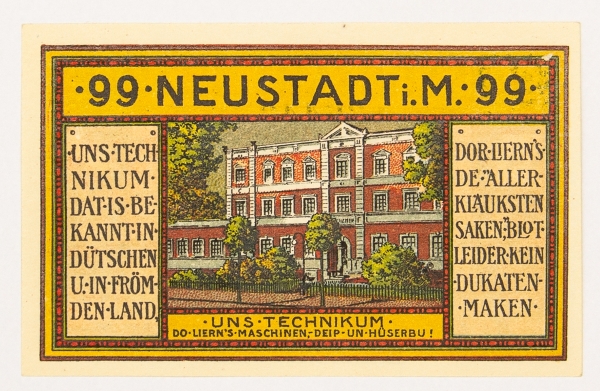 ·99·NEUSTADT i.M.·99·
·UNS·TECH
NIKUM·
DAT·IS·BE-
KANNT·IN·
DÜTSCHEN
U·IN·FRÖM-
DEN·LAND,
DOR·LIERN'S·
DE·"ALLER-
KLÄUKSTEN
SAKEN,"BLOT·
LEIDER·KEIN
DUKATEN-
·MAKEN·
·UNS·TECHNIKUM·
DO·LIERN'S·MASCHINEN,-DEIP·UN·HÜSERBU!